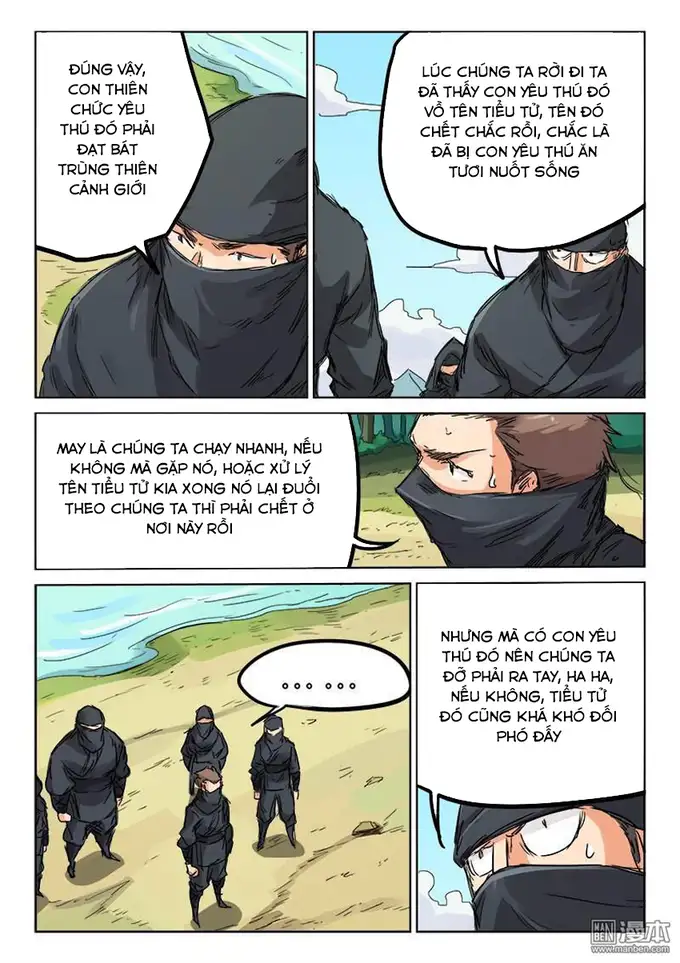 ĐÚNG VẬY,
CON THIÊN
CHỨC YÊU
THÚ ĐÓ PHẢI
ĐẠT BÁT
TRÙNG THIÊN
CẢNH GIỚI
LÚC CHÚNG TA RỜI ĐI TA
ĐÃ THẤY CON YÊU THÚ ĐÓ
VỒ TÊN TIỂU TỬ, TÊN ĐÓ
CHẾT CHẮC RỒI, CHẮC LÀ
ĐÃ BỊ CON YÊU THÚ ĂN
TƯƠI NUỐT SỐNG
MAY LÀ CHÚNG TA CHẠY NHANH, NẾU
KHÔNG MÀ GẶP NÓ, HOẶC XỬ LÝ
TÊN TIỂU TỬ KIA XONG NÓ LẠI ĐUỔI
THEO CHÚNG TA THÌ PHẢI CHẾT Ở
NƠI NÀY RỒI
... ...
NHƯNG MÀ CÓ CON YÊU
THÚ ĐÓ NÊN CHÚNG TA
ĐỠ PHẢI RA TAY, HA HA,
NẾU KHÔNG, TIỂU TỬ
ĐÓ CŨNG KHÁ KHÓ ĐỐI
PHÓ ĐẤY
MAN
BEN
漫本
www.manben.com